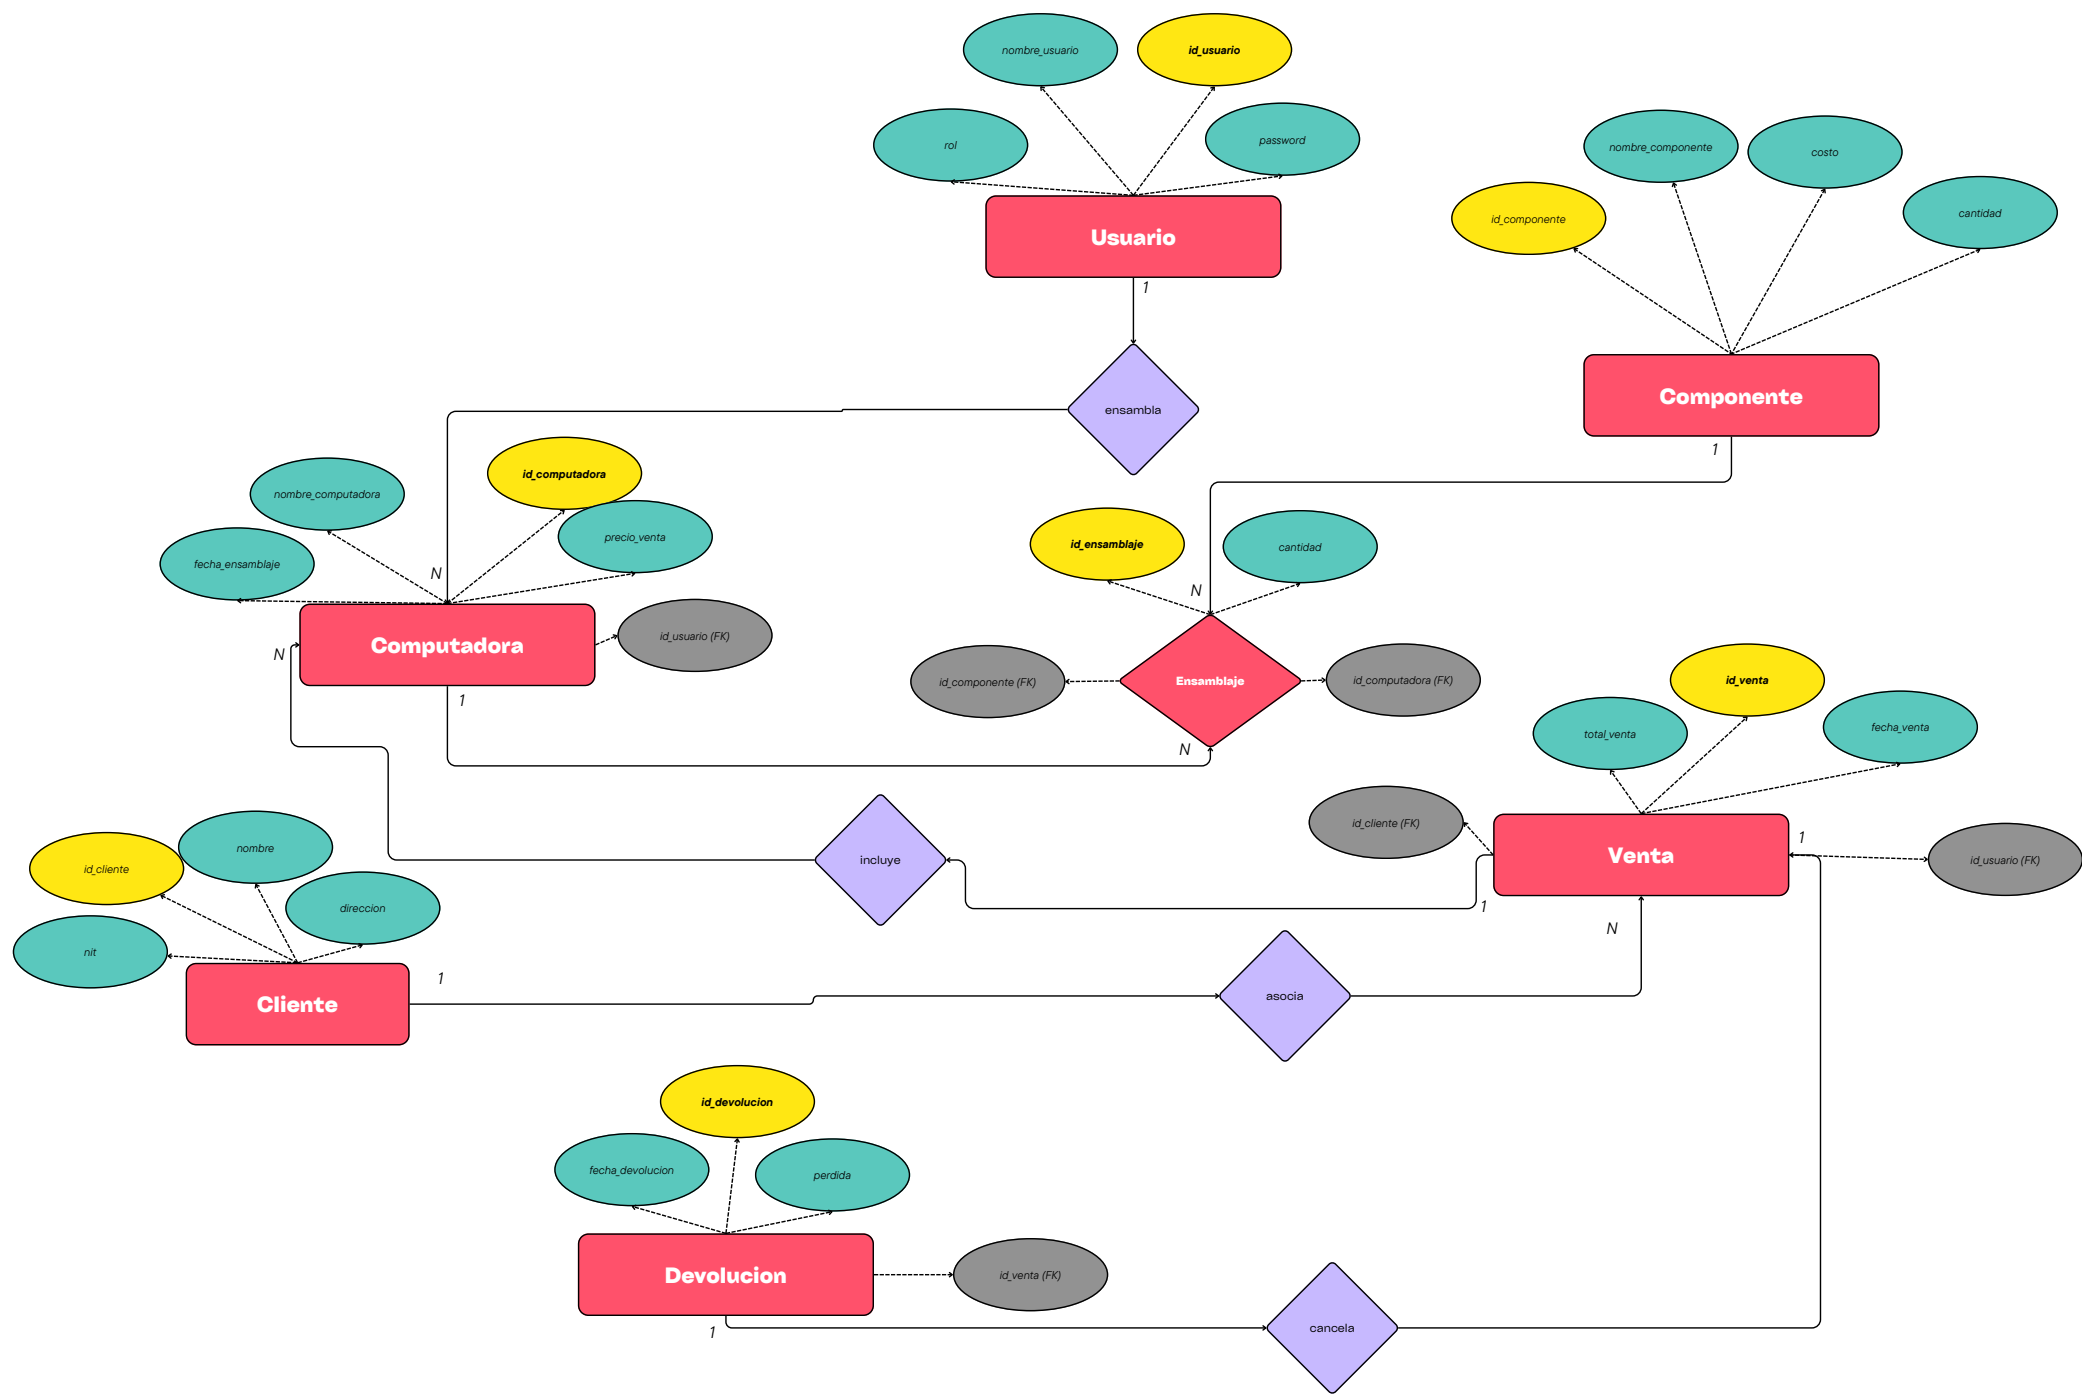 nombre_usuario
id_usuario
rol
password
Usuario
1
nombre_componente
costo
id_componente
cantidad
Componente
1
ensambla
nombre_computadora
id_computadora
fecha_ensamblaje
precio_venta
N
Computadora
N
id_usuario (FK)
1
id_ensamblaje
cantidad
N
id_componente (FK)
Ensamblaje
id_computadora (FK)
N
total_venta
id_venta
fecha_venta
id_cliente (FK)
Venta
1
id_usuario (FK)
1
N
incluye
id_cliente
nombre
direccion
nit
Cliente
1
asocia
id_devolucion
fecha_devolucion
perdida
Devolucion
id_venta (FK)
1
cancela